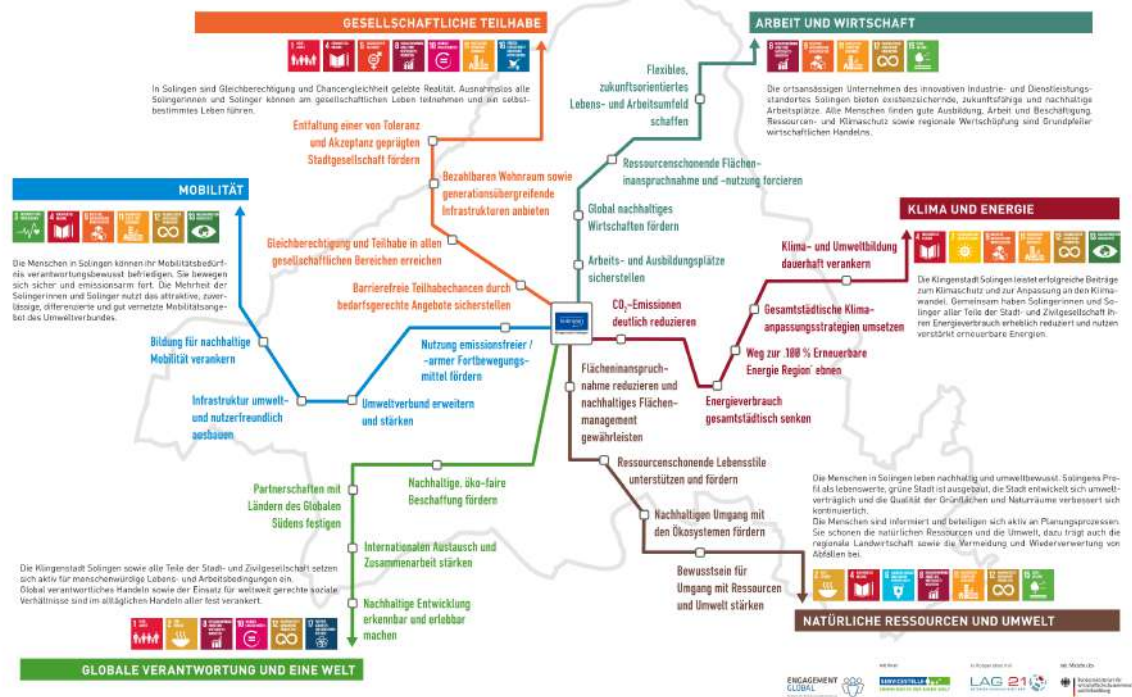 GESELLSCHAFTLICHE TEILHABE
In Solingen sind Gleichberechtigung und Chancengleichheit gelebte Realität. Ausnahmslos alle
Solingerinnen und Solinger können am gesellschaftlichen Leben teilnehmen und ein selbst-
bestimmtes Leben führen.
Entfaltung einer von Toleranz
und Akzeptanz geprägten
Stadtgesellschaft fördern
Bezahlbaren Wohnraum sowie
generationsübergreifende
Infrastrukturen anbieten
Gleichberechtigung und Teilhabe in allen
gesellschaftlichen Bereichen erreichen
Barrierefreie Teilhabechancen durch
bedarfsgerechte Angebote sicherstellen
ARBEIT UND WIRTSCHAFT
Die ortsansässigen Unternehmen des innovativen Industrie- und Dienstleistungs-
standortes Solingen bieten existenzsichernde, zukunftsfähige und nachhaltige
Arbeitsplätze. Alle Menschen finden gute Ausbildung, Arbeit und Beschäftigung.
Ressourcen- und Klimaschutz sowie regionale Wertschöpfung sind Grundpfeiler
wirtschaftlichen Handelns.
Flexibles,
zukunftsorientiertes
Lebens- und Arbeitsumfeld
schaffen
Ressourcenschonende Flächen-
inanspruchnahme und -nutzung forcieren
Global nachhaltiges
Wirtschaften fördern
Arbeits- und Ausbildungsplätze
sicherstellen
MOBILITÄT
Die Menschen in Solingen können ihr Mobilitätsbedürf-
nis verantwortungsbewusst befriedigen. Sie bewegen
sich sicher und emissionsarm fort. Die Mehrheit der
Solingerinnen und Solinger nutzt das attraktive, zuver-
lässige, differenzierte und gut vernetzte Mobilitätsange-
bot des Umweltverbundes.
Bildung für nachhaltige
Mobilität verankern
Infrastruktur umwelt-
und nutzerfreundlich
ausbauen
Umweltverbund erweitern
und stärken
Nutzung emissionsfreier /
-armer Fortbewegungs-
mittel fördern
KLIMA UND ENERGIE
Die Klingenstadt Solingen leistet erfolgreiche Beiträge
zum Klimaschutz und zur Anpassung an den Klima-
wandel. Gemeinsam haben Solingerinnen und So-
linger aller Teile der Stadt- und Zivilgesellschaft ih-
ren Energieverbrauch erheblich reduziert und nutzen
verstärkt erneuerbare Energien.
Klima- und Umweltbildung
dauerhaft verankern
Gesamtstädtische Klima-
anpassungsstrategien umsetzen
Weg zur '100 % Erneuerbare
Energie Region' ebnen
Energieverbrauch
gesamtstädtisch senken
CO₂-Emissionen
deutlich reduzieren
Flächeninanspruch-
nahme reduzieren und
nachhaltiges Flächen-
management
gewährleisten
Ressourcenschonende Lebensstile
unterstützen und fördern
Nachhaltigen Umgang mit
den Ökosystemen fördern
Bewusstsein für
Umgang mit Ressourcen
und Umwelt stärken
Die Menschen in Solingen leben nachhaltig und umweltbewusst. Solingens Pro-
fil als lebenswerte, grüne Stadt ist ausgebaut, die Stadt entwickelt sich umwelt-
verträglich und die Qualität der Grünflächen und Naturräume verbessert sich
kontinuierlich.
Die Menschen sind informiert und beteiligen sich aktiv an Planungsprozessen.
Sie schonen die natürlichen Ressourcen und die Umwelt, dazu trägt auch die
regionale Landwirtschaft sowie die Vermeidung und Wiederverwertung von
Abfällen bei.
NATÜRLICHE RESSOURCEN UND UMWELT
Nachhaltige, öko-faire
Beschaffung fördern
Partnerschaften mit
Ländern des Globalen
Südens festigen
Internationalen Austausch und
Zusammenarbeit stärken
Nachhaltige Entwicklung
erkennbar und erlebbar
machen
Die Klingenstadt Solingen sowie alle Teile der Stadt- und Zivilgesellschaft setzen
sich aktiv für menschenwürdige Lebens- und Arbeitsbedingungen ein.
Global verantwortliches Handeln sowie der Einsatz für weltweit gerechte soziale
Verhältnisse sind im alltäglichen Handeln aller fest verankert.
GLOBALE VERANTWORTUNG UND EINE WELT
ENGAGEMENT
GLOBAL
SERVICESTELLE
LAG 21